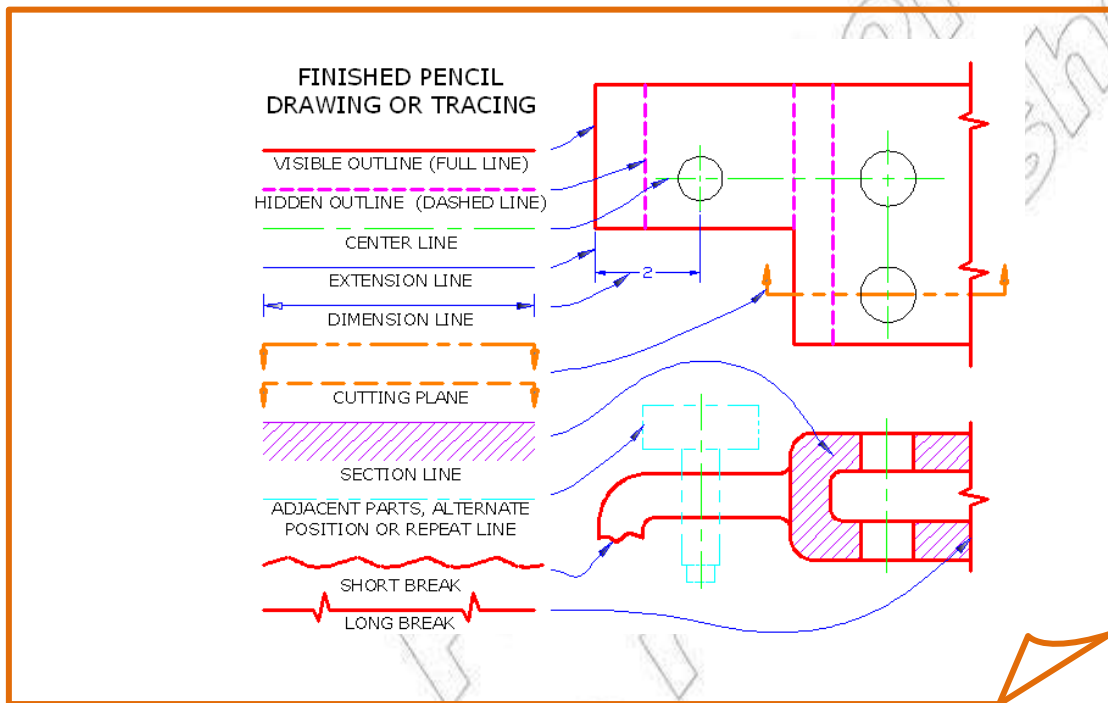 FINISHED PENCIL
DRAWING OR TRACING
VISIBLE OUTLINE (FULL LINE)
HIDDEN OUTLINE (DASHED LINE)
CENTER LINE
EXTENSION LINE
2
DIMENSION LINE
CUTTING PLANE
SECTION LINE
ADJACENT PARTS, ALTERNATE
POSITION OR REPEAT LINE
SHORT BREAK
LONG BREAK